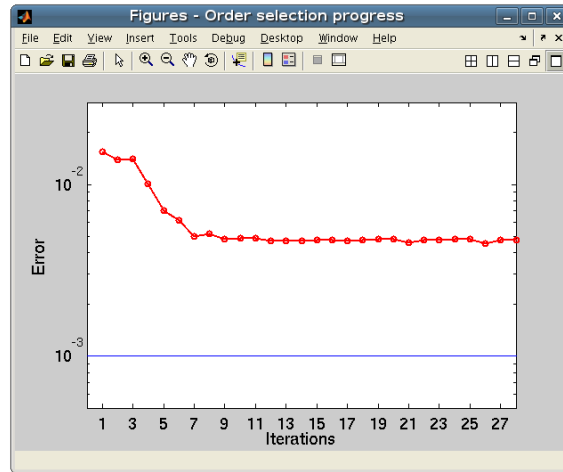 Figures - Order selection progress
File Edit View Insert Tools Debug Desktop Window Help
10-2
10-3
Error
1 3 5 7 9 11 13 15 17 19 21 23 25 27
Iterations